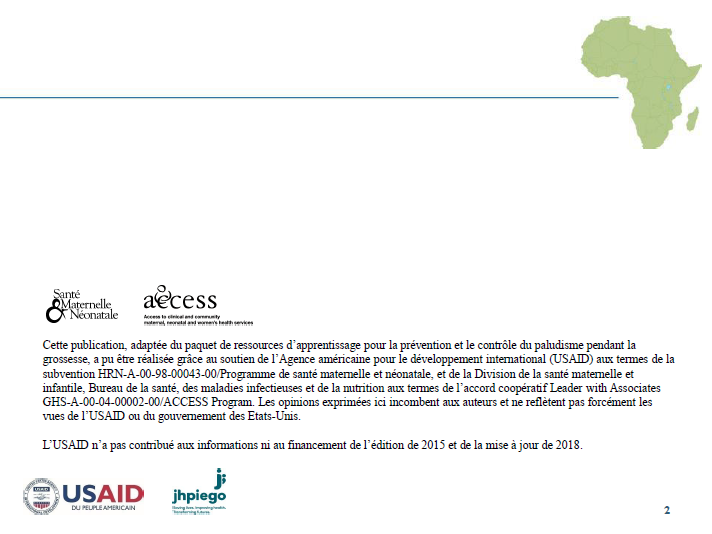 Santé
& Maternelle
Néonatale
access
Access to clinical and community
maternal, neonatal and women's health services
Cette publication, adaptée du paquet de ressources d'apprentissage pour la prévention et le contrôle du paludisme pendant la
grossesse, a pu être réalisée grâce au soutien de l'Agence américaine pour le développement international (USAID) aux termes de la
subvention HRN-A-00-98-00043-00/Programme de santé maternelle et néonatale, et de la Division de la santé maternelle et
infantile, Bureau de la santé, des maladies infectieuses et de la nutrition aux termes de l'accord coopératif Leader with Associates
GHS-A-00-04-00002-00/ACCESS Program. Les opinions exprimées ici incombent aux auteurs et ne reflètent pas forcément les
vues de l'USAID ou du gouvernement des Etats-Unis.
L'USAID n'a pas contribué aux informations ni au financement de l'édition de 2015 et de la mise à jour de 2018.
USAID
USAID
DU PEUPLE AMERICAIN
jhpiego
Saving lives. Improving health.
Transforming futures.
2